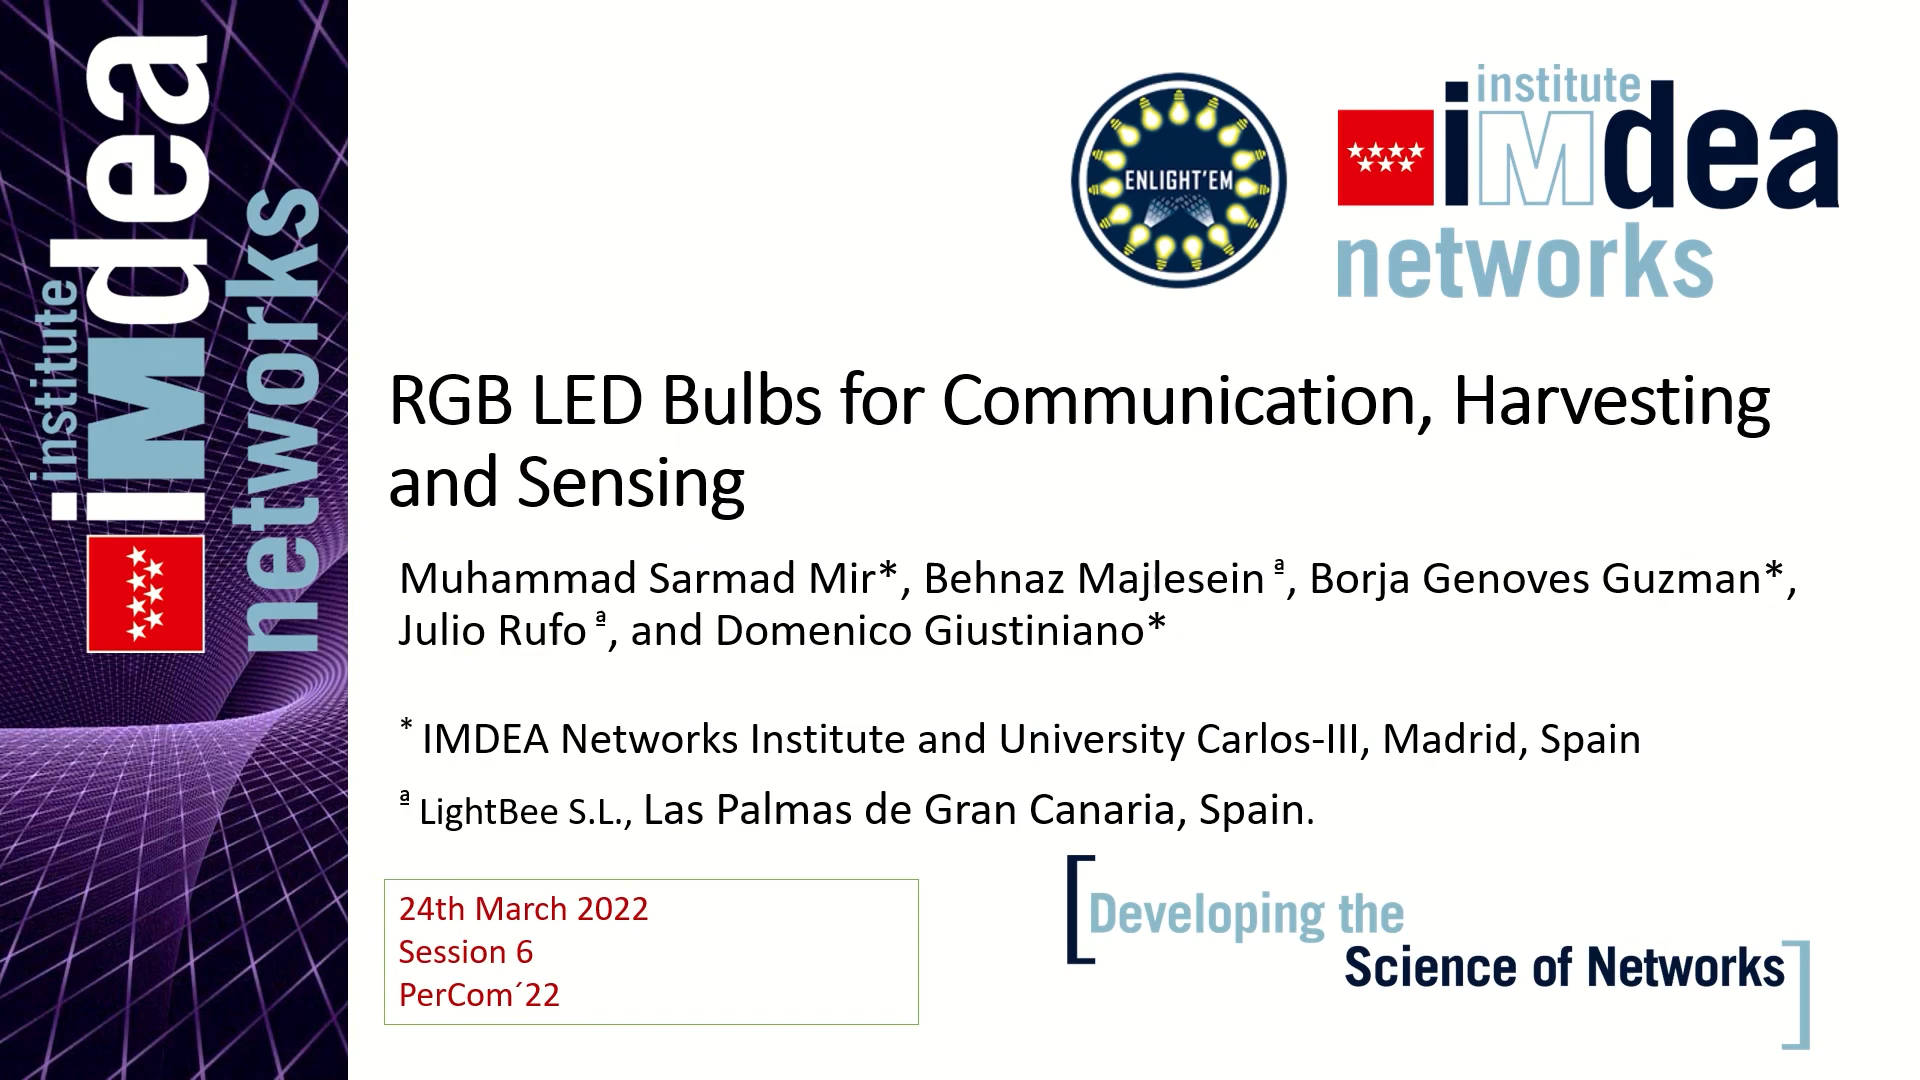 institute
iMdea
networks
ENLIGHT'EM
institute
iMdea
networks
RGB LED Bulbs for Communication, Harvesting
and Sensing
Muhammad Sarmad Mir*, Behnaz Majlesein ª, Borja Genoves Guzman*,
Julio Rufo ª, and Domenico Giustiniano*
* IMDEA Networks Institute and University Carlos-III, Madrid, Spain
ª LightBee S.L., Las Palmas de Gran Canaria, Spain.
24th March 2022
Session 6
PerCom´22
Developing the
Science of Networks